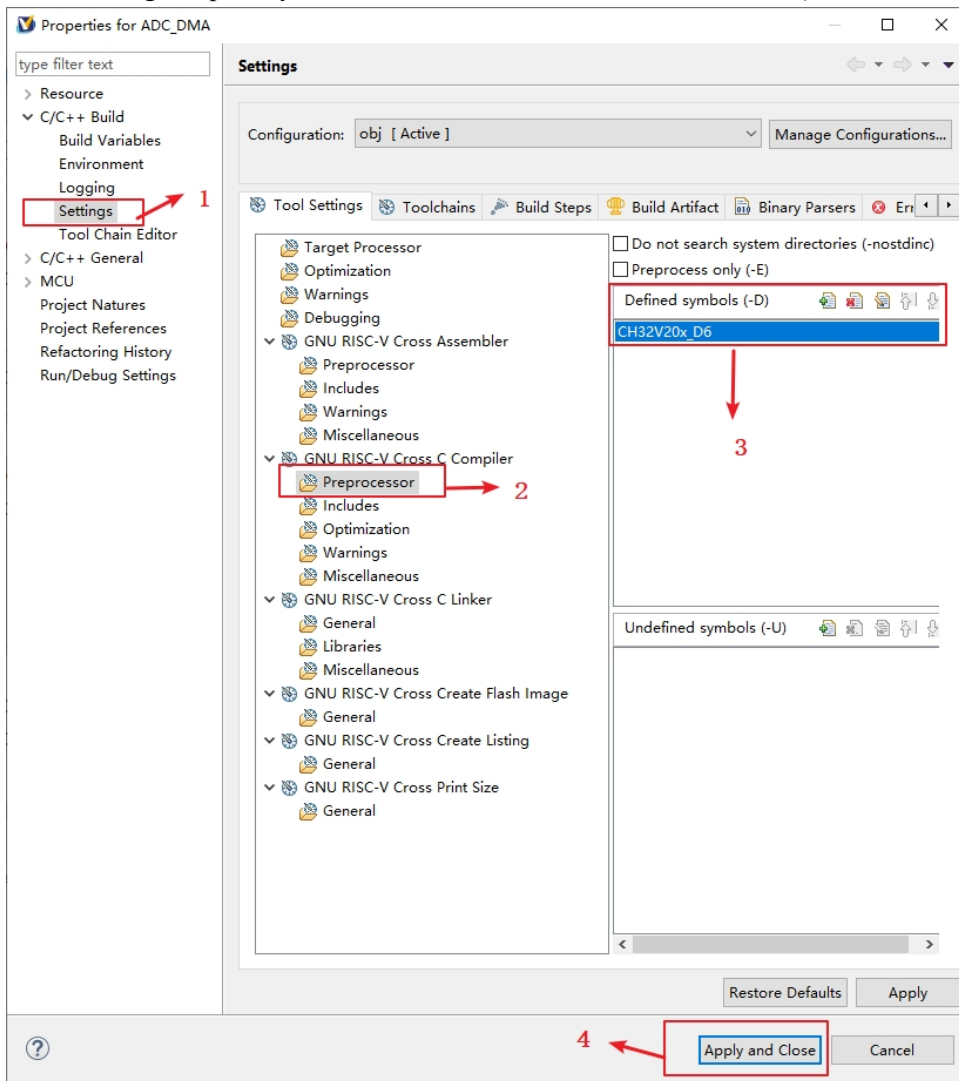 Properties for ADC_DMA
type filter text
Resource
C/C++ Build
Build Variables
Environment
Logging
Settings
Tool Chain Editor
C/C++ General
MCU
Project Natures
Project References
Refactoring History
Run/Debug Settings
1
Settings
Configuration: obj [ Active ]
Manage Configurations...
Tool Settings Toolchains Build Steps Build Artifact Binary Parsers Err
Target Processor
Optimization
Warnings
Debugging
GNU RISC-V Cross Assembler
Preprocessor
Includes
Warnings
Miscellaneous
GNU RISC-V Cross C Compiler
Preprocessor
2
Includes
Optimization
Warnings
Miscellaneous
GNU RISC-V Cross C Linker
General
Libraries
Miscellaneous
GNU RISC-V Cross Create Flash Image
General
GNU RISC-V Cross Create Listing
General
GNU RISC-V Cross Print Size
General
Do not search system directories (-nostdinc)
Preprocess only (-E)
Defined symbols (-D)
CH32V20x_D6
3
Undefined symbols (-U)
Restore Defaults Apply
4
Apply and Close Cancel